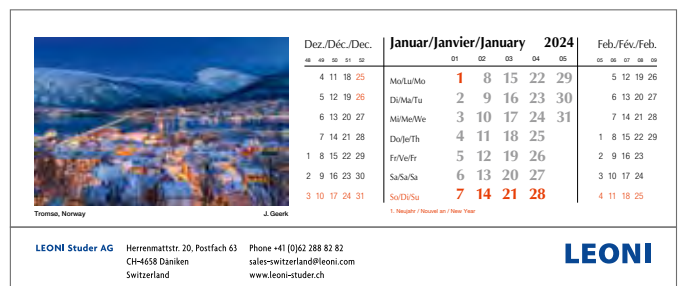 Dez./Déc./Dec.
48 49 50 51 52
4 11 18 25
5 12 19 26
6 13 20 27
7 14 21 28
1 8 15 22 29
2 9 16 23 30
3 10 17 24 31
Januar/Janvier/January 2024
01 02 03 04 05
Mo/Lu/Mo 1 8 15 22 29
Di/Ma/Tu 2 9 16 23 30
Mi/Me/We 3 10 17 24 31
Do/Je/Th 4 11 18 25
Fr/Ve/Fr 5 12 19 26
Sa/Sa/Sa 6 13 20 27
So/Di/Su 7 14 21 28
1. Neujahr / Nouvel an / New Year
Feb./Fév./Feb.
05 06 07 08 09
5 12 19 26
6 13 20 27
7 14 21 28
1 8 15 22 29
2 9 16 23
3 10 17 24
4 11 18 25
Tromsø, Norway J. Geerk
LEONI Studer AG
Herrenmattstr. 20, Postfach 63
CH-4658 Däniken
Switzerland
Phone +41 (0)62 288 82 82
sales-switzerland@leoni.com
www.leoni-studer.ch
LEONI